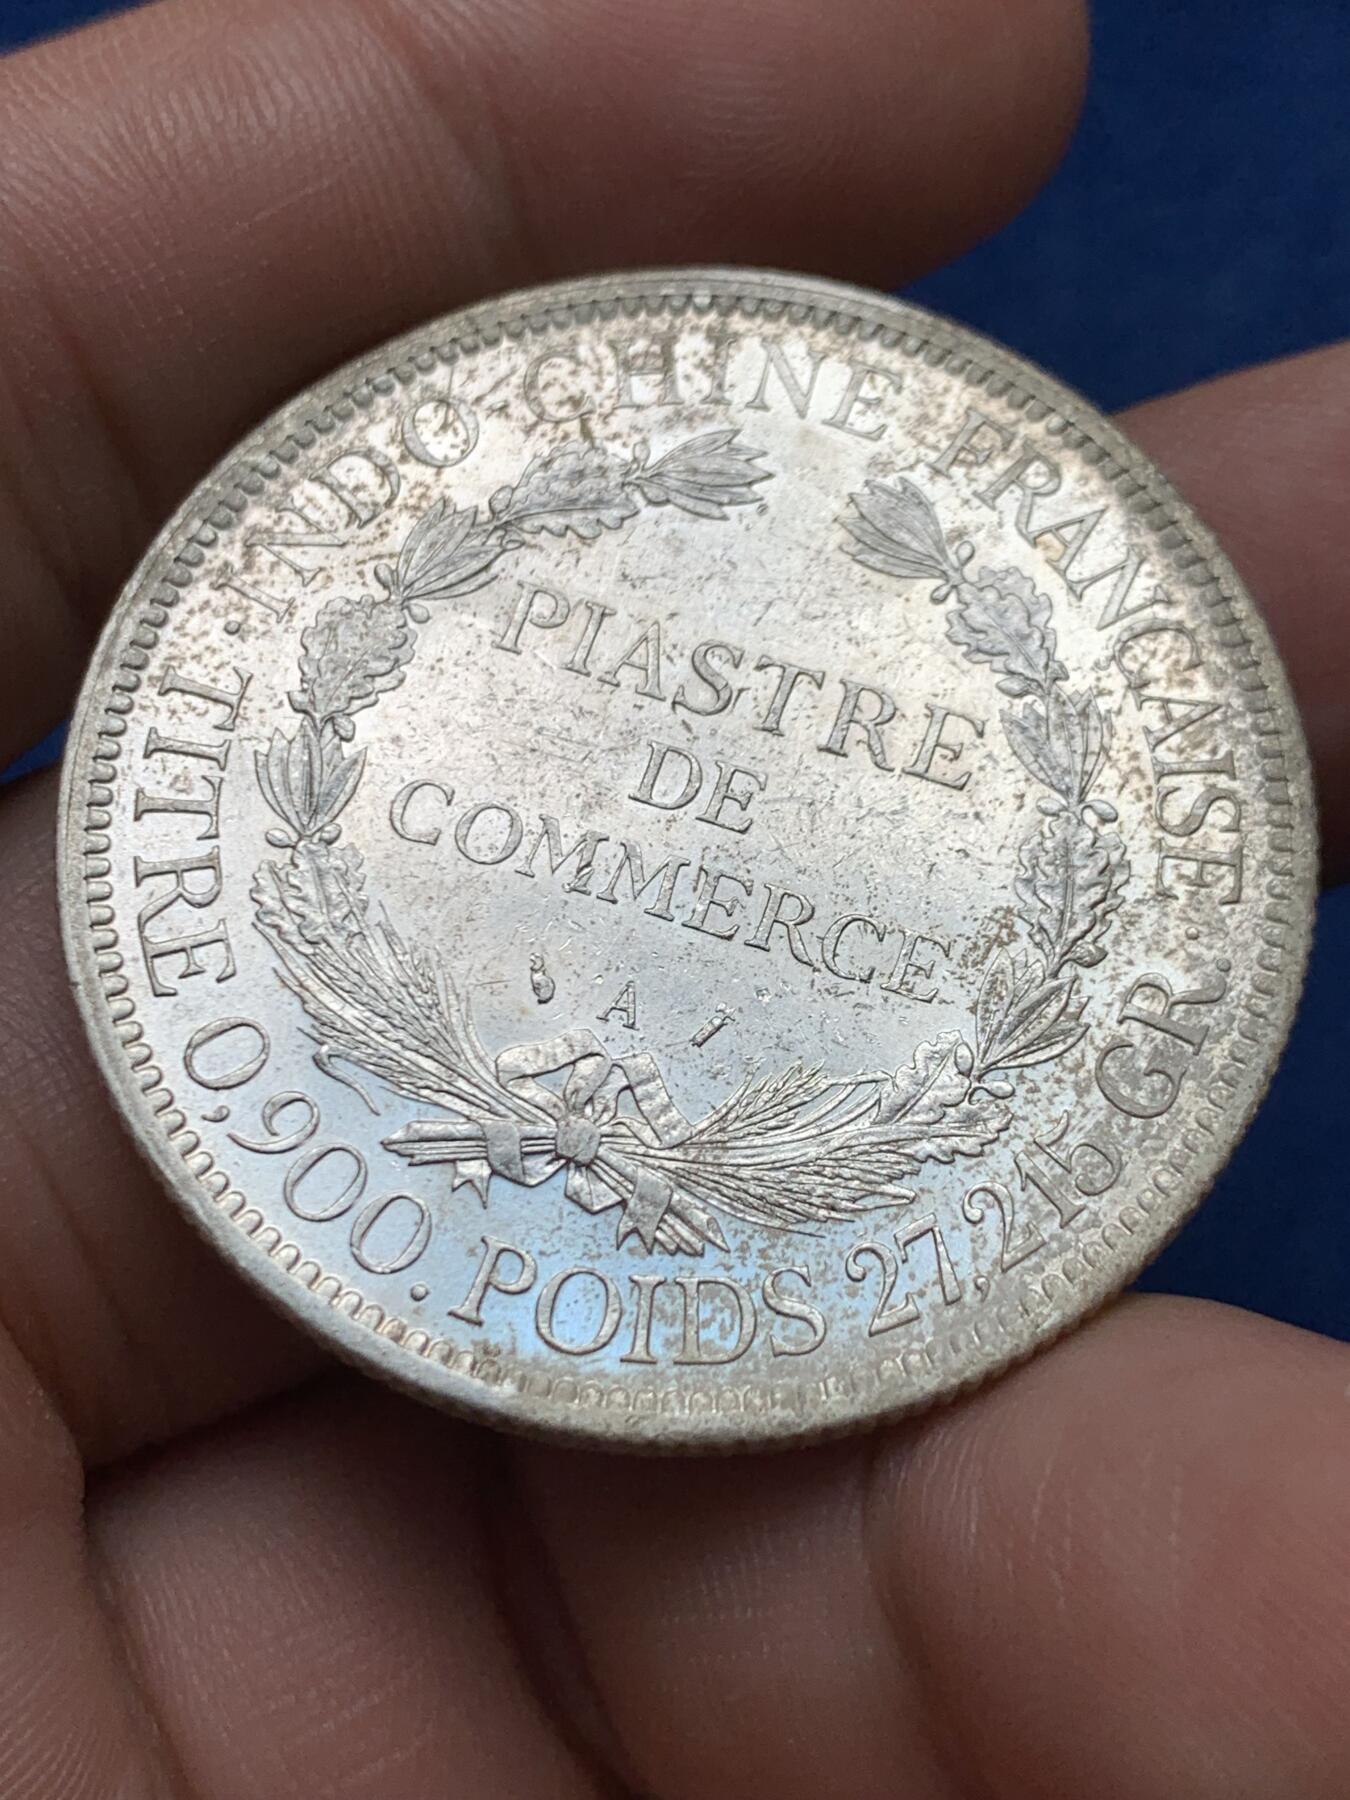 INDO-CHINE FRANÇAISE.
PIASTRE
DE
COMMERCE
A
TITRE 0,900. POIDS 27,215 GR.